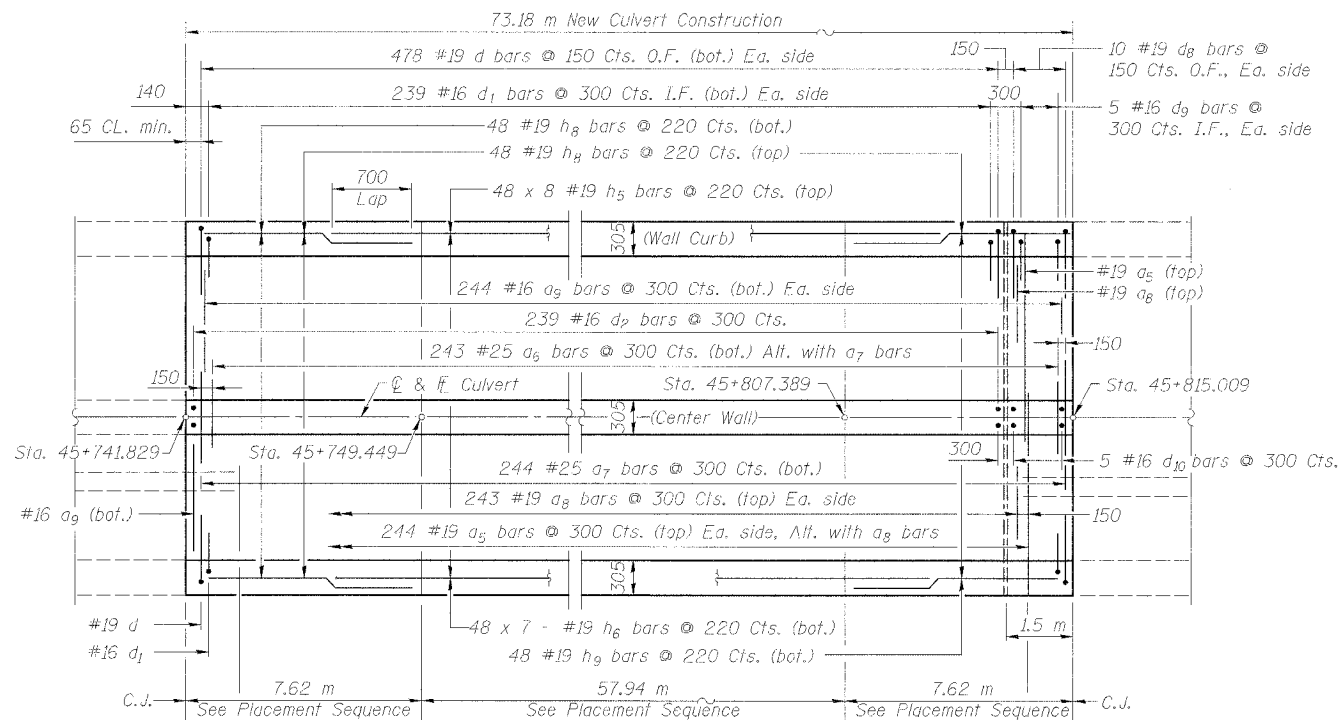 73.18 m New Culvert Construction
478 #19 d bars @ 150 Cts. O.F. (bot.) Ea. side
150
10 #19 d8 bars @
150 Cts. O.F., Ea. side
140
239 #16 d1 bars @ 300 Cts. I.F. (bot.) Ea. side
300
5 #16 d9 bars @
300 Cts. I.F., Ea. side
65 CL. min.
48 #19 h8 bars @ 220 Cts. (bot.)
48 #19 h8 bars @ 220 Cts. (top)
700
Lap
48 x 8 #19 h5 bars @ 220 Cts. (top)
305
(Wall Curb)
#19 a5 (top)
#19 a8 (top)
244 #16 a9 bars @ 300 Cts. (bot.) Ea. side
239 #16 d2 bars @ 300 Cts.
243 #25 a6 bars @ 300 Cts. (bot.) Alt. with a7 bars
150
150
℄ & ⅊ Culvert
Sta. 45+807.389
Sta. 45+815.009
305
(Center Wall)
Sta. 45+741.829
Sta. 45+749.449
300
5 #16 d10 bars @ 300 Cts.
244 #25 a7 bars @ 300 Cts. (bot.)
243 #19 a8 bars @ 300 Cts. (top) Ea. side
#16 a9 (bot.)
150
244 #19 a5 bars @ 300 Cts. (top) Ea. side, Alt. with a8 bars
305
#19 d
48 x 7 - #19 h6 bars @ 220 Cts. (bot.)
1.5 m
#16 d1
48 #19 h9 bars @ 220 Cts. (bot.)
C.J.
7.62 m
57.94 m
7.62 m
C.J.
See Placement Sequence
See Placement Sequence
See Placement Sequence